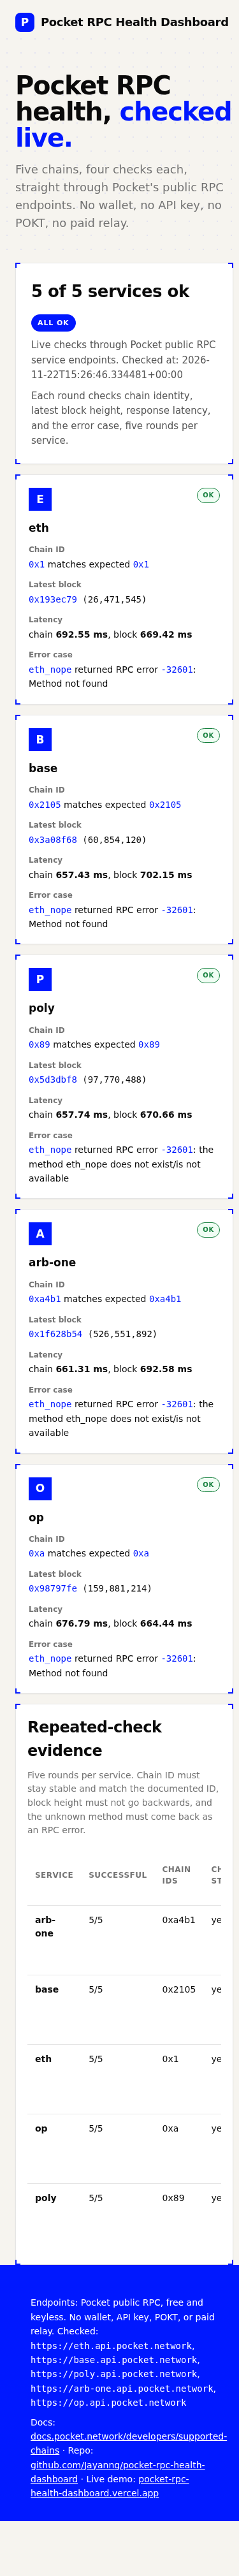 P Pocket RPC Health Dashboard
Pocket RPC
health, checked
live.
Five chains, four checks each,
straight through Pocket's public RPC
endpoints. No wallet, no API key, no
POKT, no paid relay.
5 of 5 services ok
ALL OK
Live checks through Pocket public RPC
service endpoints. Checked at: 2026-
11-22T15:26:46.334481+00:00
Each round checks chain identity,
latest block height, response latency,
and the error case, five rounds per
service.
E
OK
eth
Chain ID
0x1 matches expected 0x1
Latest block
0x193ec79 (26,471,545)
Latency
chain 692.55 ms, block 669.42 ms
Error case
eth_nope returned RPC error -32601:
Method not found
B
OK
base
Chain ID
0x2105 matches expected 0x2105
Latest block
0x3a08f68 (60,854,120)
Latency
chain 657.43 ms, block 702.15 ms
Error case
eth_nope returned RPC error -32601:
Method not found
P
OK
poly
Chain ID
0x89 matches expected 0x89
Latest block
0x5d3dbf8 (97,770,488)
Latency
chain 657.74 ms, block 670.66 ms
Error case
eth_nope returned RPC error -32601: the
method eth_nope does not exist/is not
available
A
OK
arb-one
Chain ID
0xa4b1 matches expected 0xa4b1
Latest block
0x1f628b54 (526,551,892)
Latency
chain 661.31 ms, block 692.58 ms
Error case
eth_nope returned RPC error -32601: the
method eth_nope does not exist/is not
available
O
OK
op
Chain ID
0xa matches expected 0xa
Latest block
0x98797fe (159,881,214)
Latency
chain 676.79 ms, block 664.44 ms
Error case
eth_nope returned RPC error -32601:
Method not found
Repeated-check
evidence
Five rounds per service. Chain ID must
stay stable and match the documented ID,
block height must not go backwards, and
the unknown method must come back as
an RPC error.
SERVICE SUCCESSFUL CHAIN CH
IDS ST
arb- 5/5 0xa4b1 ye
one
base 5/5 0x2105 ye
eth 5/5 0x1 ye
op 5/5 0xa ye
poly 5/5 0x89 ye
Endpoints: Pocket public RPC, free and
keyless. No wallet, API key, POKT, or paid
relay. Checked:
https://eth.api.pocket.network,
https://base.api.pocket.network,
https://poly.api.pocket.network,
https://arb-one.api.pocket.network,
https://op.api.pocket.network
Docs:
docs.pocket.network/developers/supported-
chains · Repo:
github.com/Jayanng/pocket-rpc-health-
dashboard · Live demo: pocket-rpc-
health-dashboard.vercel.app